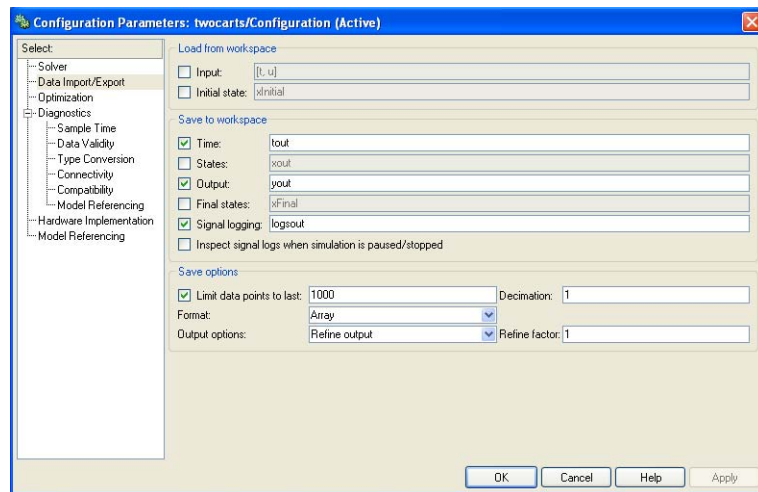 Configuration Parameters: twocarts/Configuration (Active)
Select:
Solver
Data Import/Export
Optimization
Diagnostics
Sample Time
Data Validity
Type Conversion
Connectivity
Compatibility
Model Referencing
Hardware Implementation
Model Referencing
Load from workspace
Input: [t, u]
Initial state: xInitial
Save to workspace
Time: tout
States: xout
Output: yout
Final states: xFinal
Signal logging: logsout
Inspect signal logs when simulation is paused/stopped
Save options
Limit data points to last: 1000 Decimation: 1
Format: Array
Output options: Refine output Refine factor: 1
OK Cancel Help Apply